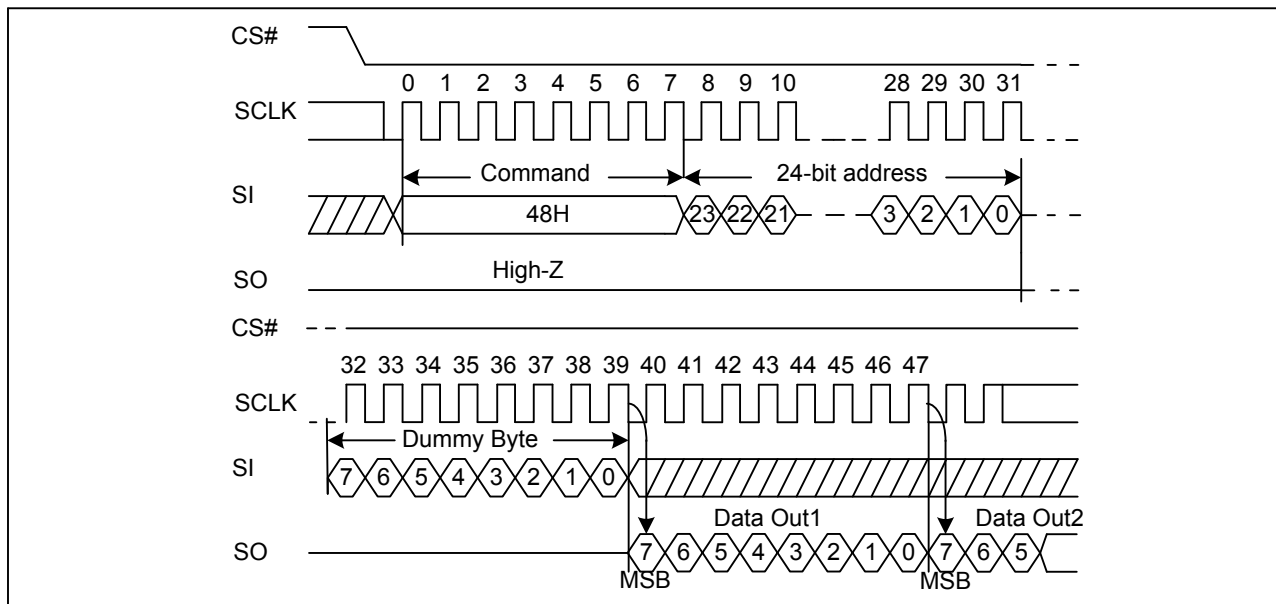 CS#
0 1 2 3 4 5 6 7 8 9 10 28 29 30 31
SCLK
Command 24-bit address
SI
48H 23 22 21 3 2 1 0
High-Z
SO
CS#
32 33 34 35 36 37 38 39 40 41 42 43 44 45 46 47
SCLK
Dummy Byte
SI
7 6 5 4 3 2 1 0
Data Out1 Data Out2
SO
7 6 5 4 3 2 1 0 7 6 5
MSB MSB